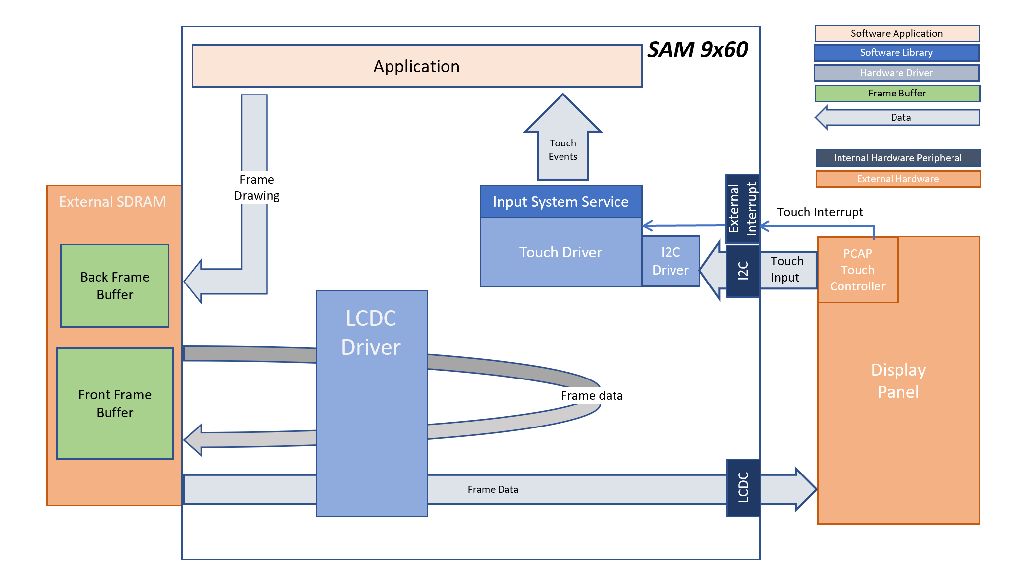 SAM 9x60
Application
Software Application
Software Library
Hardware Driver
Frame Buffer
Data
Internal Hardware Peripheral
External Hardware
Touch
Events
Frame
Drawing
External SDRAM
Back Frame
Buffer
Front Frame
Buffer
Input System Service
Touch Driver
I2C
Driver
External
Interrupt
I2C
Touch Interrupt
Touch
Input
PCAP
Touch
Controller
Display
Panel
LCDC
Driver
Frame data
Frame Data
LCDC